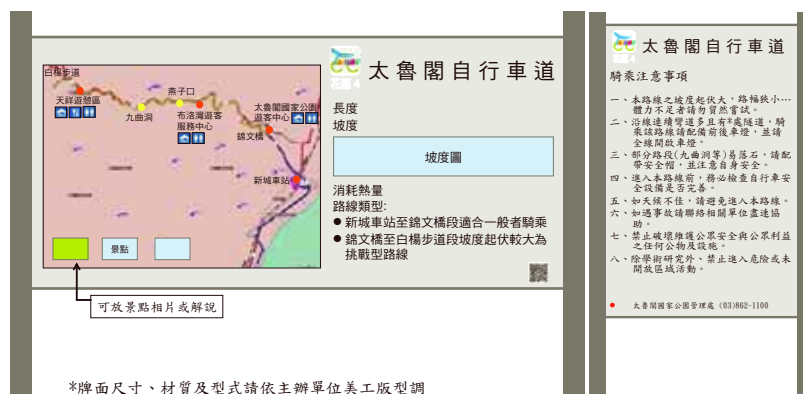 太魯閣自行車道
花蓮4
白楊步道
天祥遊憩區
燕子口
九曲洞
布洛灣遊客
服務中心
太魯閣國家公園
遊客中心
錦文橋
新城車站
景點
長度
坡度
坡度圖
消耗熱量
路線類型:
● 新城車站至錦文橋段適合一般者騎乘
● 錦文橋至白楊步道段坡度起伏較大為
挑戰型路線
可放景點相片或解說
*牌面尺寸、材質及型式請依主辦單位美工版型調
太魯閣自行車道
花蓮4
騎乘注意事項
一、本路線之坡度起伏大,路幅狹小…
體力不足者請勿貿然嘗試。
二、沿線連續彎道多且有*處隧道,騎
乘該路線請配備前後車燈,並請
全線開啟車燈。
三、部分路段(九曲洞等)易落石,請配
帶安全帽,並注意自身安全。
四、進入本路線前,務必檢查自行車安
全設備是否完善。
五、如天候不佳,請避免進入本路線。
六、如遇事故請聯絡相關單位盡速協
助。
七、禁止破壞維護公眾安全與公眾利益
之任何公物及設施。
八、除學術研究外、禁止進入危險或未
開放區域活動。
● 太魯閣國家公園管理處 (03)862-1100